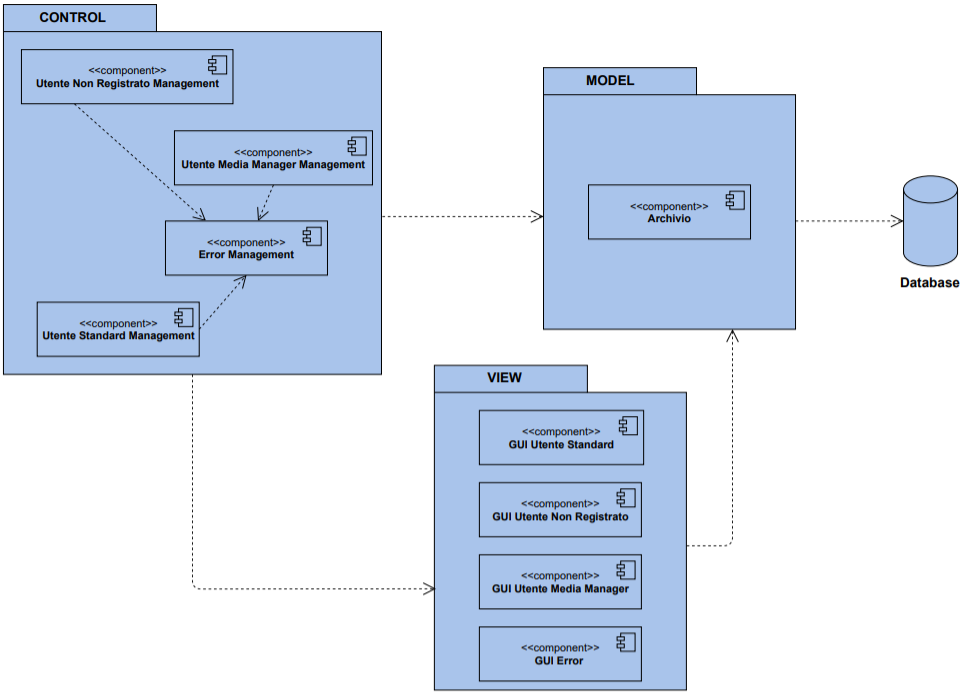 CONTROL
<<component>>
Utente Non Registrato Management
<<component>>
Utente Media Manager Management
<<component>>
Error Management
<<component>>
Utente Standard Management
MODEL
<<component>>
Archivio
Database
VIEW
<<component>>
GUI Utente Standard
<<component>>
GUI Utente Non Registrato
<<component>>
GUI Utente Media Manager
<<component>>
GUI Error